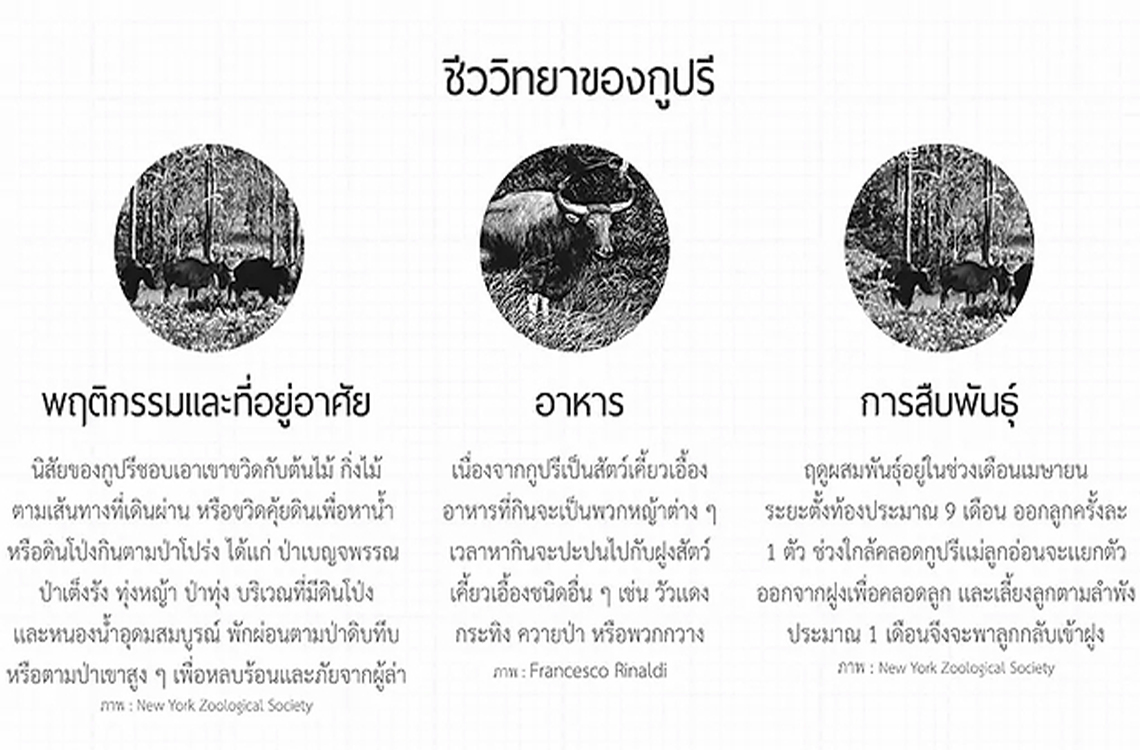 ชีววิทยาของกูปรี
พฤติกรรมและที่อยู่อาศัย
นิสัยของกูปรีชอบเอาเขาขวิดกับต้นไม้ กิ่งไม้
ตามเส้นทางที่เดินผ่าน หรือขวิดคุ้ยดินเพื่อหาน้ำ
หรือดินโป่งกินตามป่าโปร่ง ได้แก่ ป่าเบญจพรรณ
ป่าเต็งรัง ทุ่งหญ้า ป่าทุ่ง บริเวณที่มีดินโป่ง
และหนองน้ำอุดมสมบูรณ์ พักผ่อนตามป่าดิบทึบ
หรือตามป่าเขาสูง ๆ เพื่อหลบร้อนและภัยจากผู้ล่า
ภาพ : New York Zoological Society
อาหาร
เนื่องจากกูปรีเป็นสัตว์เคี้ยวเอื้อง
อาหารที่กินจะเป็นพวกหญ้าต่าง ๆ
เวลาหากินจะปะปนไปกับฝูงสัตว์
เคี้ยวเอื้องชนิดอื่น ๆ เช่น วัวแดง
กระทิง ควายป่า หรือพวกกวาง
ภาพ : Francesco Rinaldi
การสืบพันธุ์
ฤดูผสมพันธุ์อยู่ในช่วงเดือนเมษายน
ระยะตั้งท้องประมาณ 9 เดือน ออกลูกครั้งละ
1 ตัว ช่วงใกล้คลอดกูปรีแม่ลูกอ่อนจะแยกตัว
ออกจากฝูงเพื่อคลอดลูก และเลี้ยงลูกตามลำพัง
ประมาณ 1 เดือนจึงจะพาลูกกลับเข้าฝูง
ภาพ : New York Zoological Society